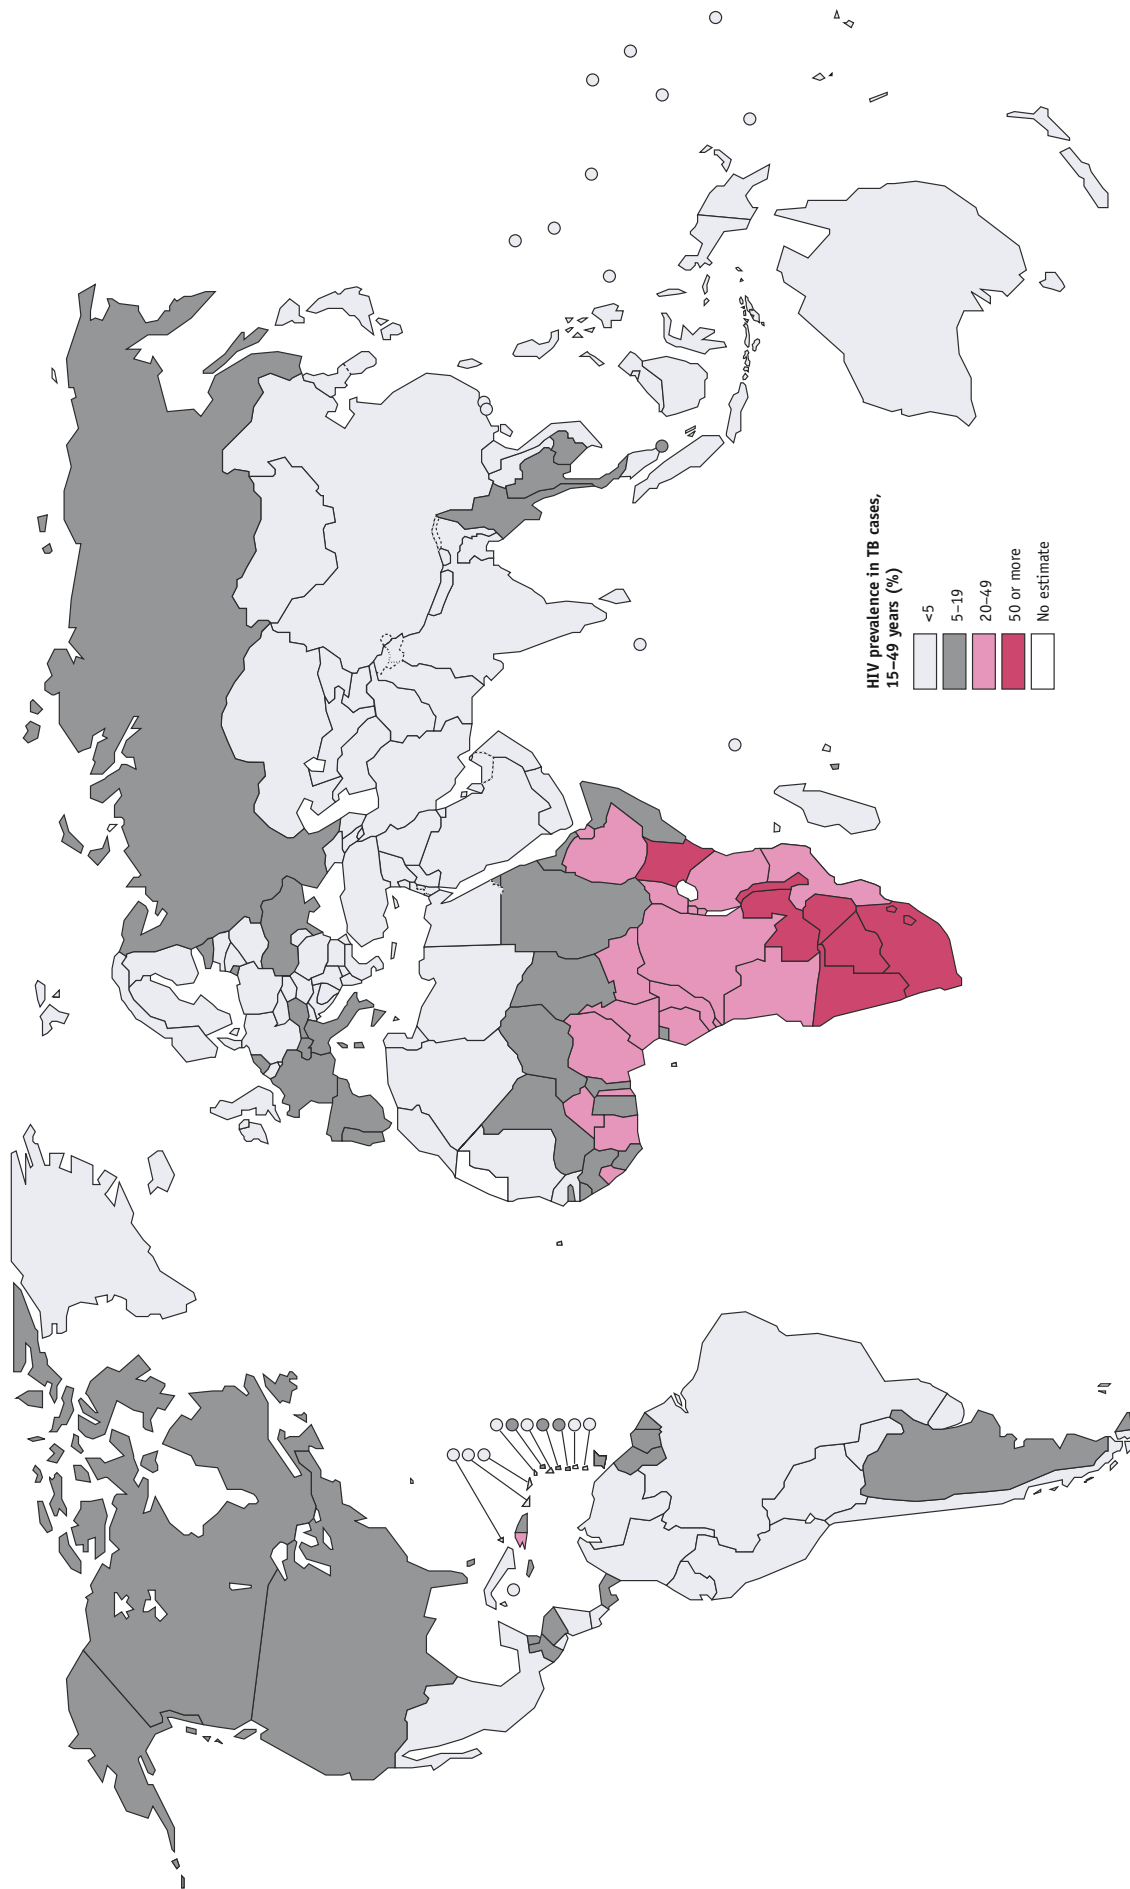 HIV prevalence in TB cases,
15–49 years (%)
<5
5–19
20–49
50 or more
No estimate